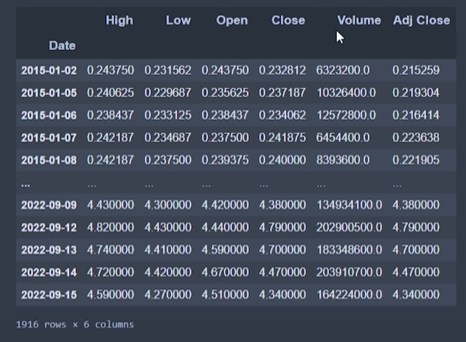 High Low Open Close Volume Adj Close
Date
2015-01-02 0.243750 0.231562 0.243750 0.232812 6323200.0 0.215259
2015-01-05 0.240625 0.229687 0.235625 0.237187 10326400.0 0.219304
2015-01-06 0.238437 0.233125 0.238437 0.234062 12572800.0 0.216414
2015-01-07 0.242187 0.234687 0.237500 0.241875 6454400.0 0.223638
2015-01-08 0.242187 0.237500 0.239375 0.240000 8393600.0 0.221905
... ... ... ... ... ... ...
2022-09-09 4.430000 4.300000 4.420000 4.380000 134934100.0 4.380000
2022-09-12 4.820000 4.430000 4.440000 4.790000 202900500.0 4.790000
2022-09-13 4.740000 4.410000 4.590000 4.700000 183348600.0 4.700000
2022-09-14 4.720000 4.420000 4.670000 4.470000 203910700.0 4.470000
2022-09-15 4.590000 4.270000 4.510000 4.340000 164224000.0 4.340000
1916 rows × 6 columns